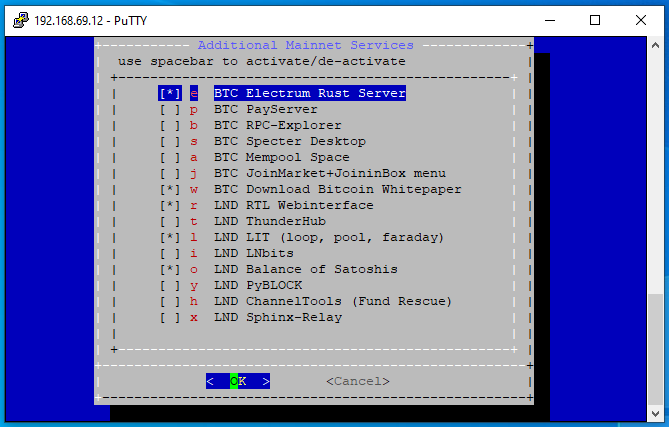 192.168.69.12 - PuTTY
Additional Mainnet Services
use spacebar to activate/de-activate
[*] e BTC Electrum Rust Server
[ ] p BTC PayServer
[ ] b BTC RPC-Explorer
[ ] s BTC Specter Desktop
[ ] a BTC Mempool Space
[ ] j BTC JoinMarket+JoininBox menu
[*] w BTC Download Bitcoin Whitepaper
[*] r LND RTL Webinterface
[ ] t LND ThunderHub
[*] l LND LIT (loop, pool, faraday)
[ ] i LND LNbits
[*] o LND Balance of Satoshis
[ ] y LND PyBLOCK
[ ] h LND ChannelTools (Fund Rescue)
[ ] x LND Sphinx-Relay
< OK > <Cancel>